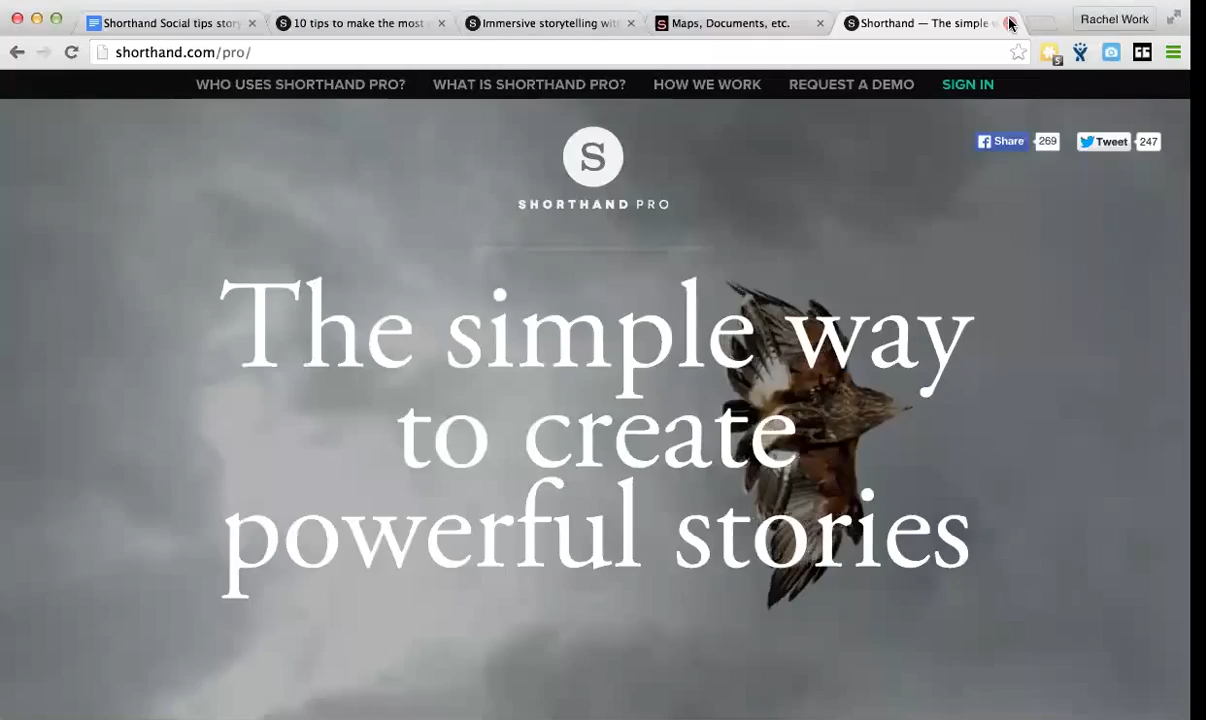 Shorthand Social tips story
10 tips to make the most
Immersive storytelling with
Maps, Documents, etc.
Shorthand — The simple
Rachel Work
shorthand.com/pro/
5
WHO USES SHORTHAND PRO?
WHAT IS SHORTHAND PRO?
HOW WE WORK
REQUEST A DEMO
SIGN IN
S
SHORTHAND PRO
Share 269
Tweet 247
The simple way
to create
powerful stories